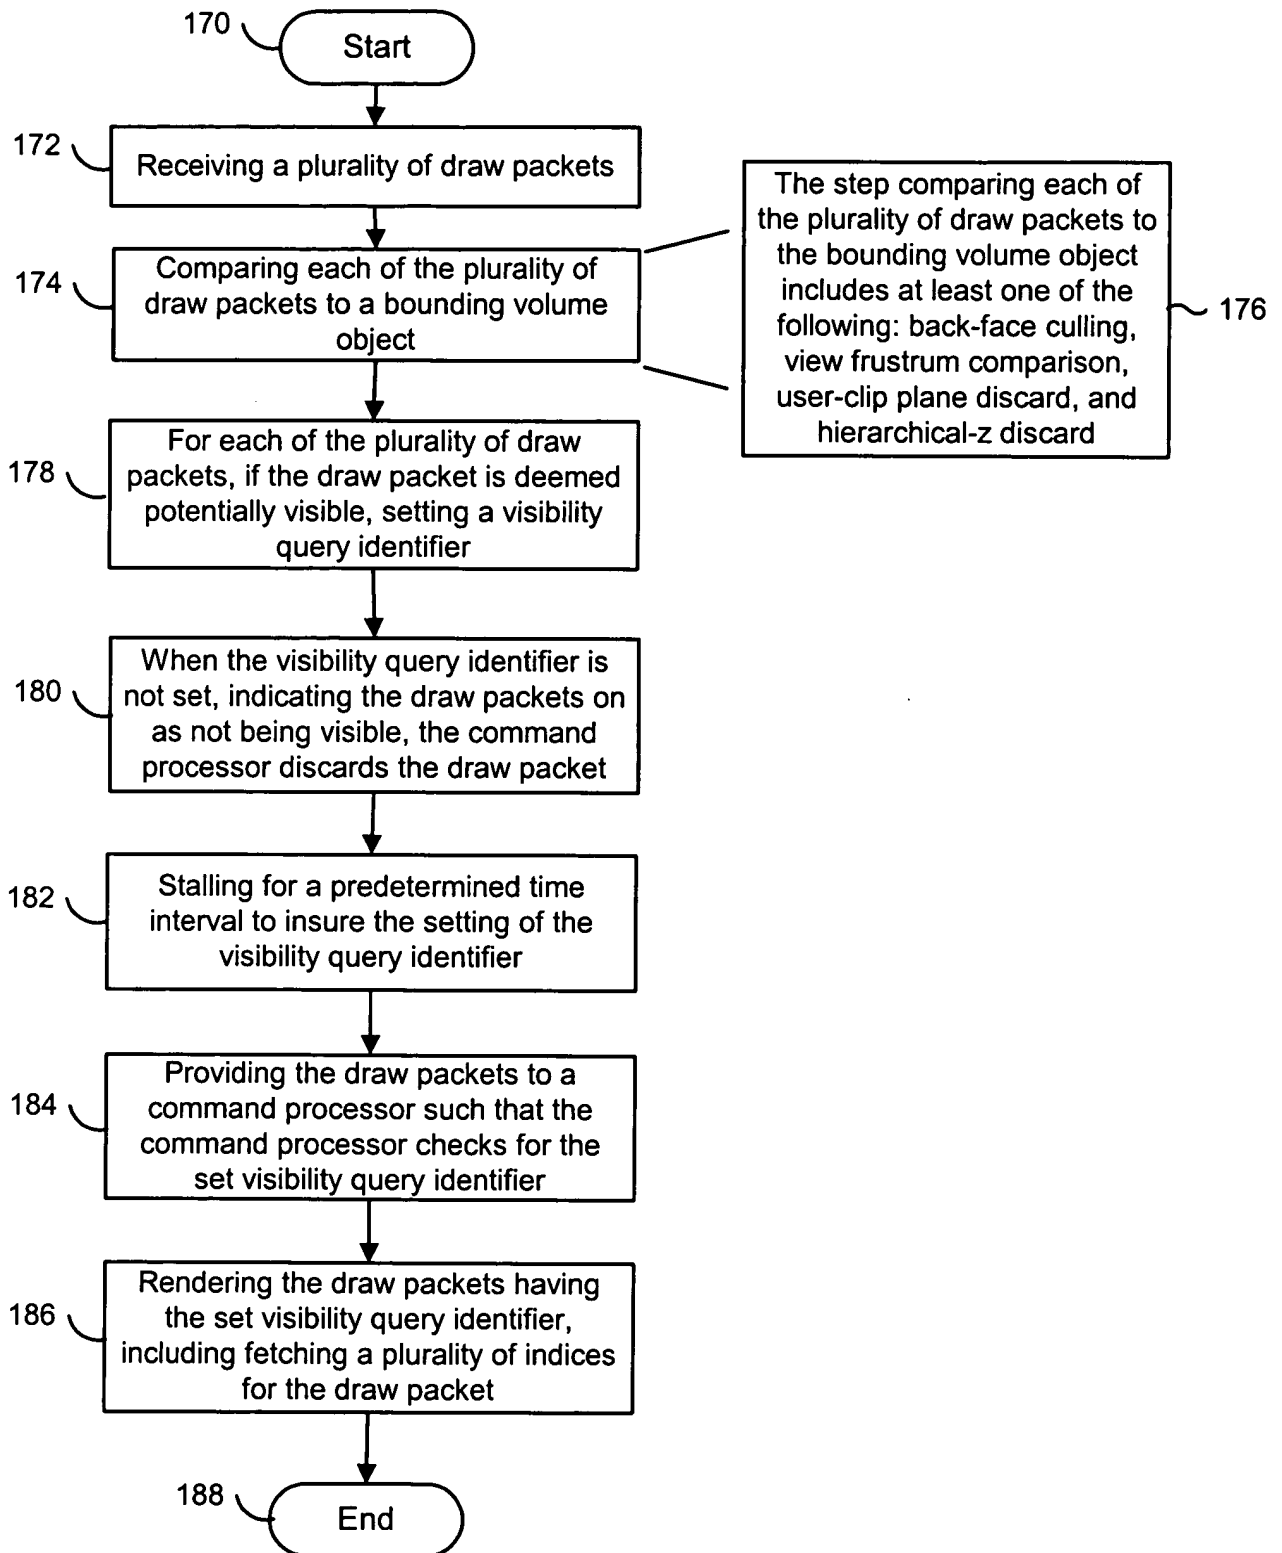 170
Start
172
Receiving a plurality of draw packets
174
Comparing each of the plurality of
draw packets to a bounding volume
object
The step comparing each of
the plurality of draw packets to
the bounding volume object
includes at least one of the
following: back-face culling,
view frustrum comparison,
user-clip plane discard, and
hierarchical-z discard
176
178
For each of the plurality of draw
packets, if the draw packet is deemed
potentially visible, setting a visibility
query identifier
180
When the visibility query identifier is
not set, indicating the draw packets on
as not being visible, the command
processor discards the draw packet
182
Stalling for a predetermined time
interval to insure the setting of the
visibility query identifier
184
Providing the draw packets to a
command processor such that the
command processor checks for the
set visibility query identifier
186
Rendering the draw packets having
the set visibility query identifier,
including fetching a plurality of indices
for the draw packet
188
End